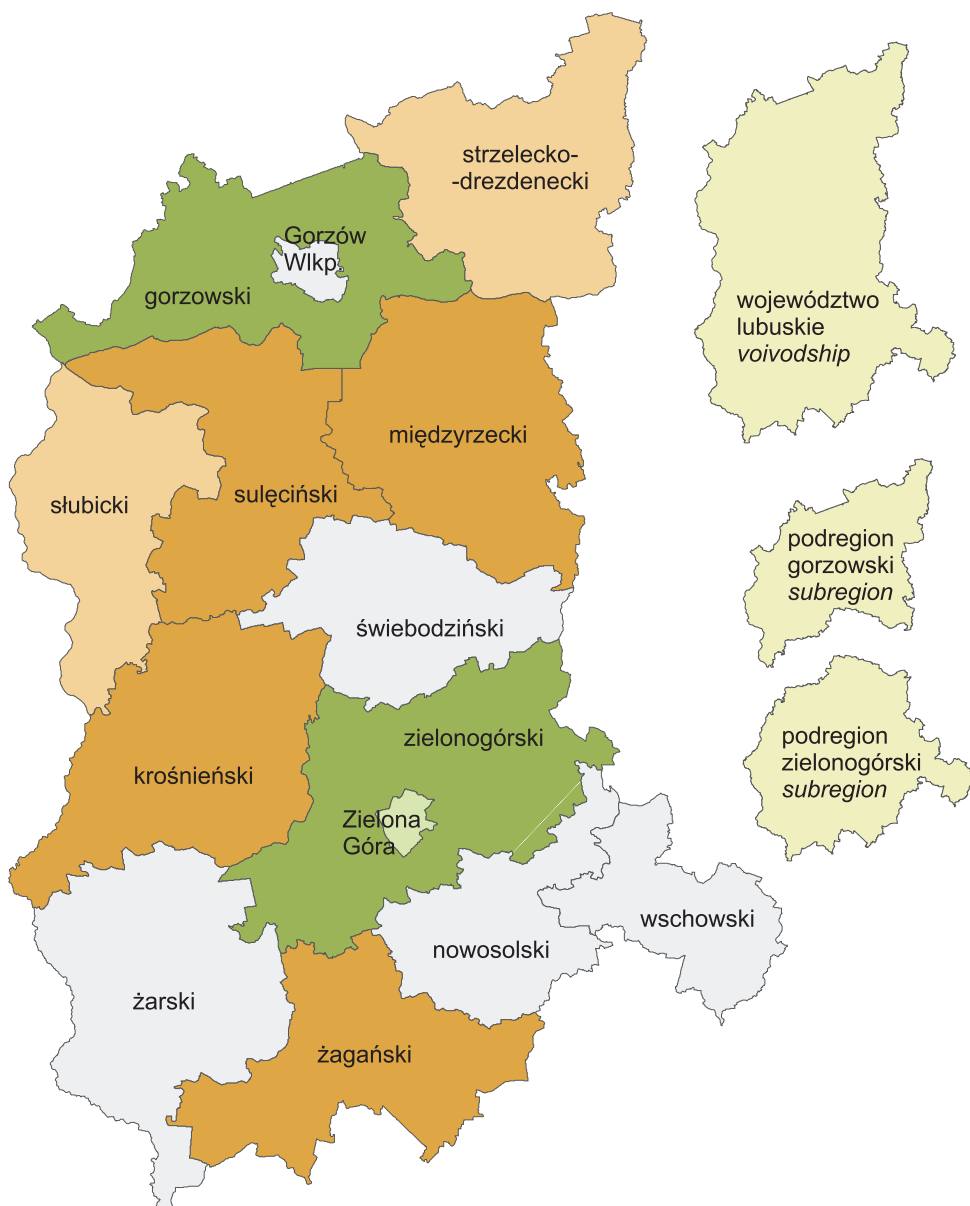 strzelecko-
-drezdenecki
Gorzów
Wlkp.
gorzowski
międzyrzecki
sulęciński
słubicki
świebodziński
zielonogórski
krośnieński
Zielona
Góra
wschowski
nowosolski
żarski
żagański
województwo
lubuskie
voivodship
podregion
gorzowski
subregion
podregion
zielonogórski
subregion